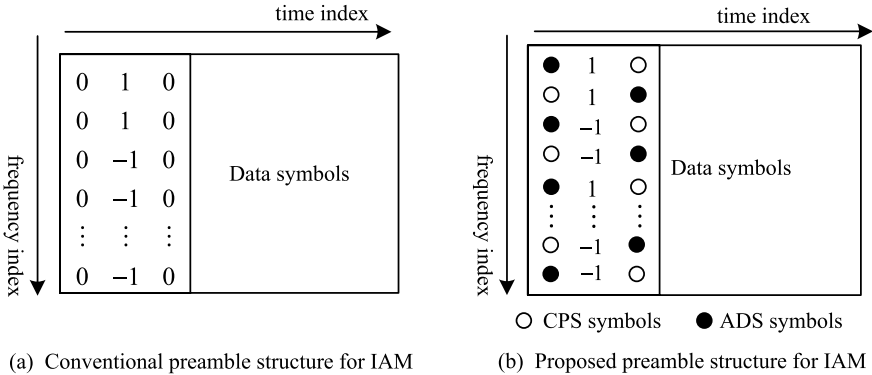 time index
0 1 0
0 1 0
0 −1 0
0 −1 0
⋮ ⋮ ⋮
0 −1 0
frequency index
Data symbols
(a) Conventional preamble structure for IAM
time index
1
1
−1
−1
1
⋮ ⋮ ⋮
−1
−1
frequency index
Data symbols
CPS symbols ADS symbols
(b) Proposed preamble structure for IAM